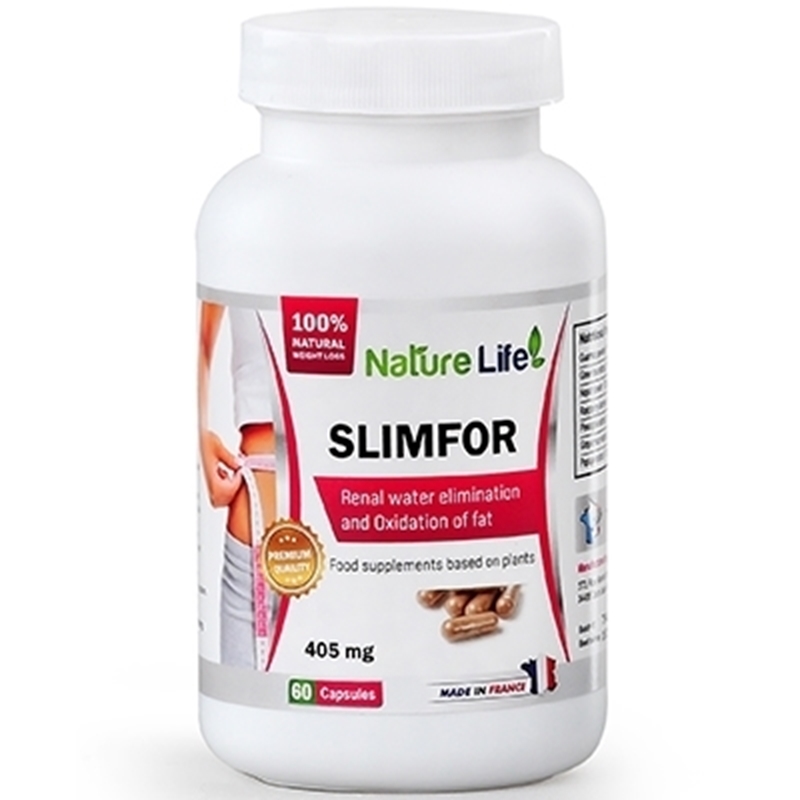 100%
NATURAL
WEIGHT LOSS
Nature Life
SLIMFOR
Renal water elimination
and Oxidation of fat
PREMIUM
QUALITY
Food supplements based on plants
405 mg
60 Capsules
MADE IN FRANCE